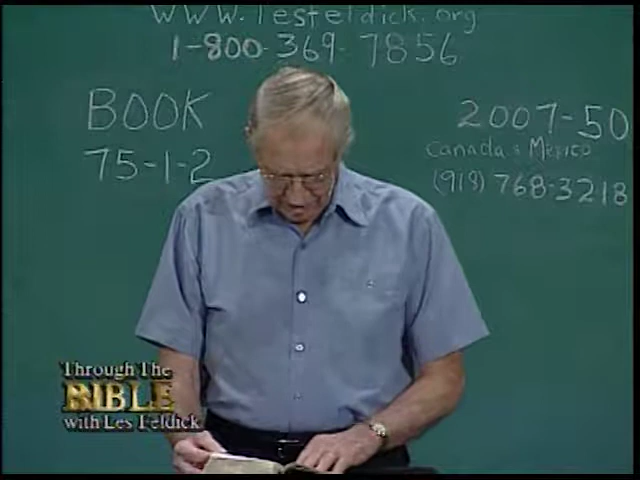 www.lesfeldick.org
1-800-369-7856
BOOK
75-1-2
2007-50
Canada & Mexico
(918) 768-3218
Through The
BIBLE
with Les Feldick